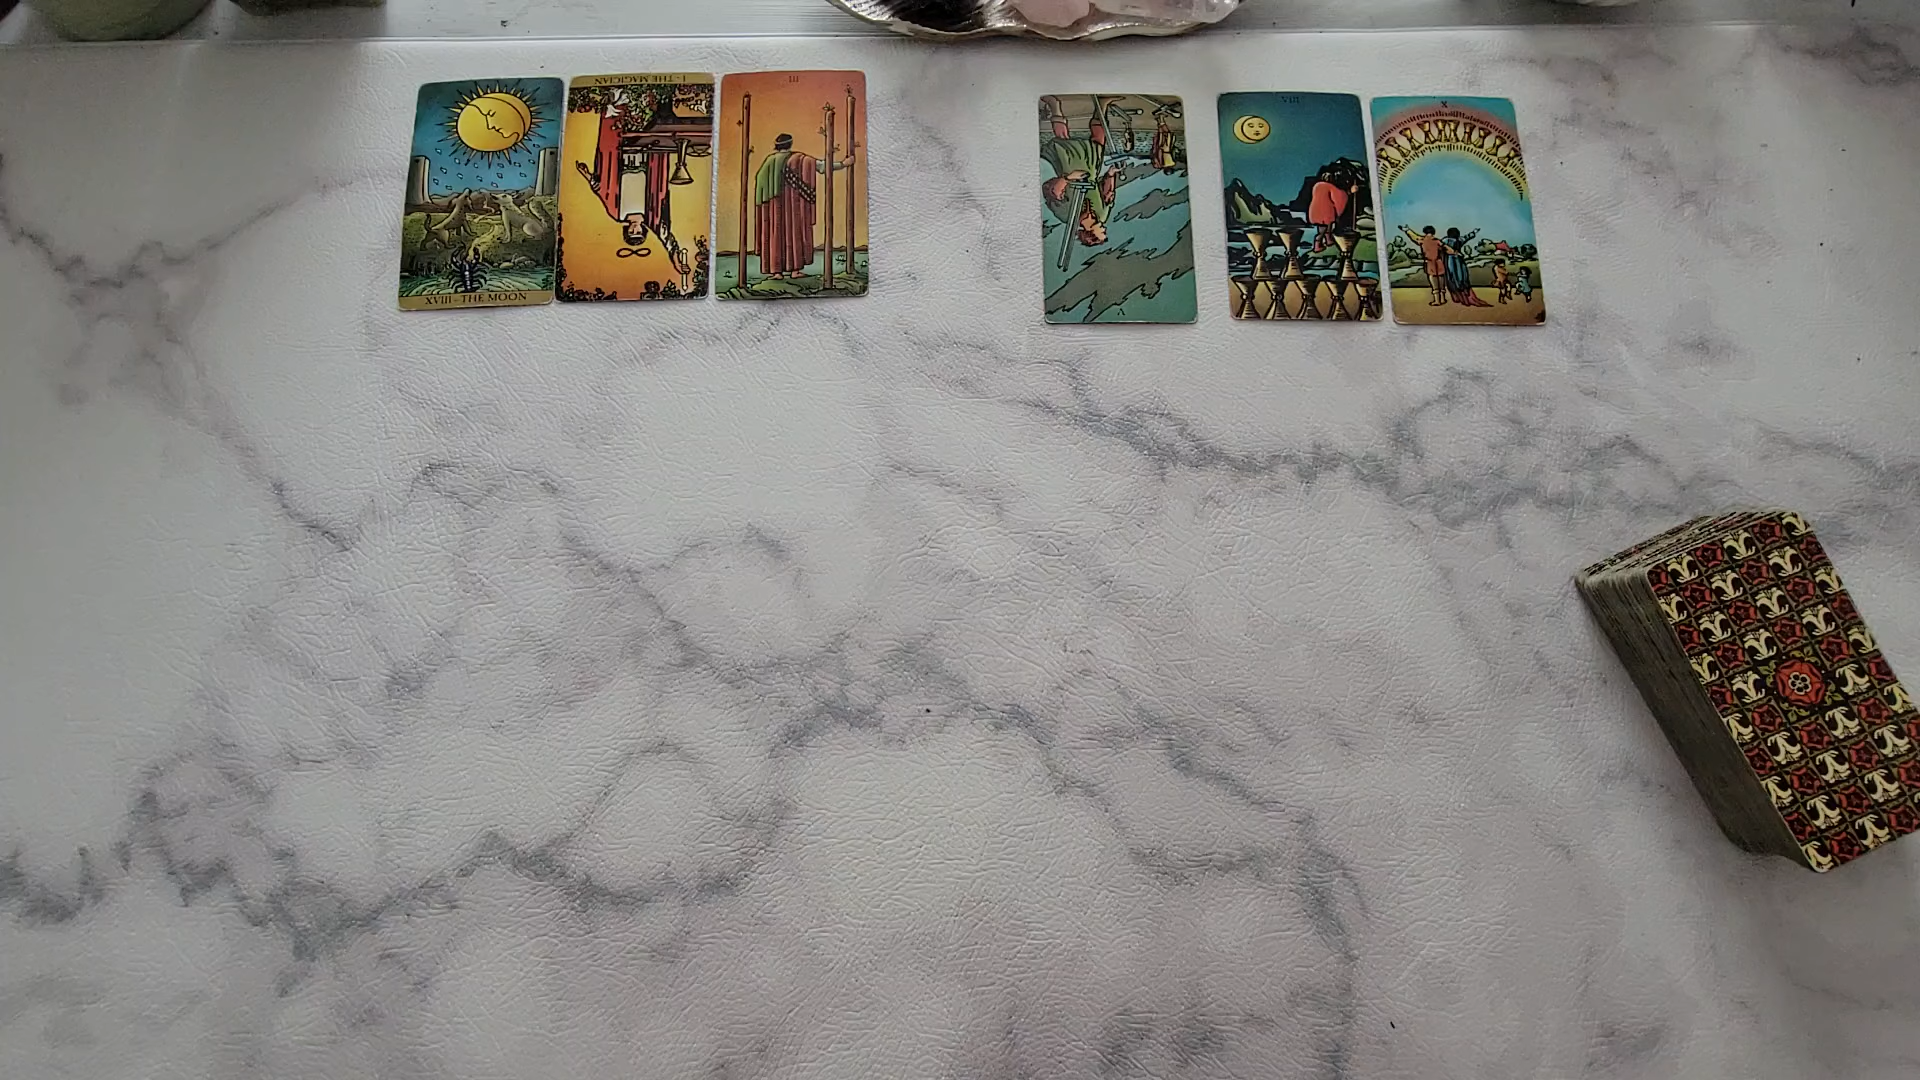 XVIII - THE MOON
I - THE MAGICIAN
III
V
VIII
X